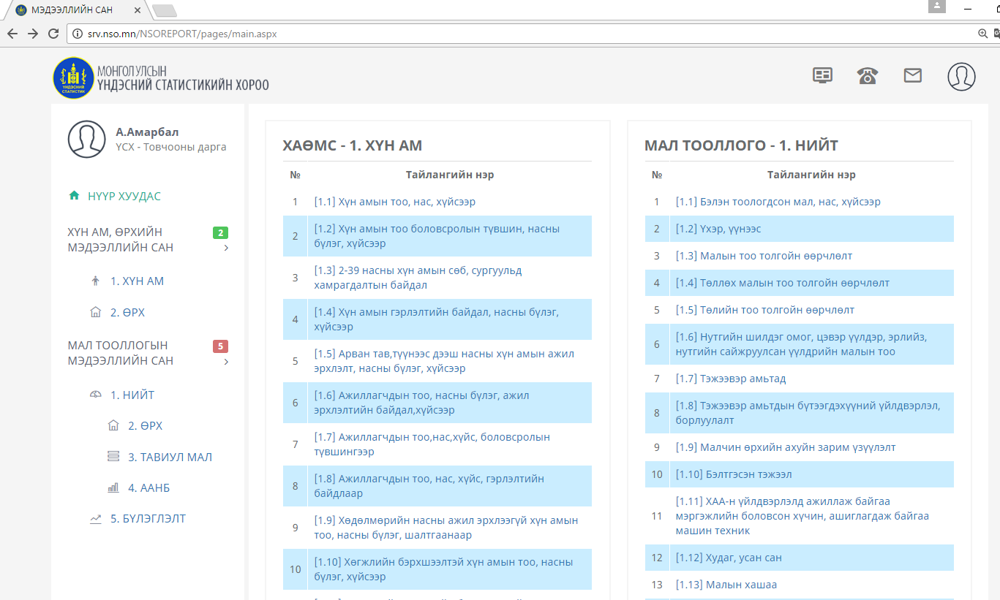 МЭДЭЭЛЛИЙН САН
srv.nso.mn/NSOREPORT/pages/main.aspx
ҮНДЭСНИЙ
СТАТИСТИК
МОНГОЛ УЛСЫН
ҮНДЭСНИЙ СТАТИСТИКИЙН ХОРОО
А.Амарбал
ҮСХ - Товчооны дарга
НҮҮР ХУУДАС
ХҮН АМ, ӨРХИЙН
МЭДЭЭЛЛИЙН САН
2
1. ХҮН АМ
2. ӨРХ
МАЛ ТООЛЛОГЫН
МЭДЭЭЛЛИЙН САН
5
1. НИЙТ
2. ӨРХ
3. ТАВИУЛ МАЛ
4. ААНБ
5. БҮЛЭГЛЭЛТ
ХАӨМС - 1. ХҮН АМ
№ Тайлангийн нэр
1 [1.1] Хүн амын тоо, нас, хүйсээр
2 [1.2] Хүн амын тоо боловсролын түвшин, насны
бүлэг, хүйсээр
3 [1.3] 2-39 насны хүн амын сөб, сургуульд
хамрагдалтын байдал
4 [1.4] Хүн амын гэрлэлтийн байдал, насны бүлэг,
хүйсээр
5 [1.5] Арван тав,түүнээс дээш насны хүн амын ажил
эрхлэлт, насны бүлэг, хүйсээр
6 [1.6] Ажиллагчдын тоо, насны бүлэг, ажил
эрхлэлтийн байдал,хүйсээр
7 [1.7] Ажиллагчдын тоо,нас,хүйс, боловсролын
түвшингээр
8 [1.8] Ажиллагчдын тоо, нас, хүйс, гэрлэлтийн
байдлаар
9 [1.9] Хөдөлмөрийн насны ажил эрхлээгүй хүн амын
тоо, насны бүлэг, шалтгаанаар
10 [1.10] Хөгжлийн бэрхшээлтэй хүн амын тоо, насны
бүлэг, хүйсээр
МАЛ ТООЛЛОГО - 1. НИЙТ
№ Тайлангийн нэр
1 [1.1] Бэлэн тоологдсон мал, нас, хүйсээр
2 [1.2] Үхэр, үүнээс
3 [1.3] Малын тоо толгойн өөрчлөлт
4 [1.4] Төллөх малын тоо толгойн өөрчлөлт
5 [1.5] Төлийн тоо толгойн өөрчлөлт
6 [1.6] Нутгийн шилдэг омог, цэвэр үүлдэр, эрлийз,
нутгийн сайжруулсан үүлдрийн малын тоо
7 [1.7] Тэжээвэр амьтад
8 [1.8] Тэжээвэр амьтдын бүтээгдэхүүний үйлдвэрлэл,
борлуулалт
9 [1.9] Малчин өрхийн ахуйн зарим үзүүлэлт
10 [1.10] Бэлтгэсэн тэжээл
11 [1.11] ХАА-н үйлдвэрлэлд ажиллаж байгаа
мэргэжлийн боловсон хүчин, ашиглагдаж байгаа
машин техник
12 [1.12] Худаг, усан сан
13 [1.13] Малын хашаа